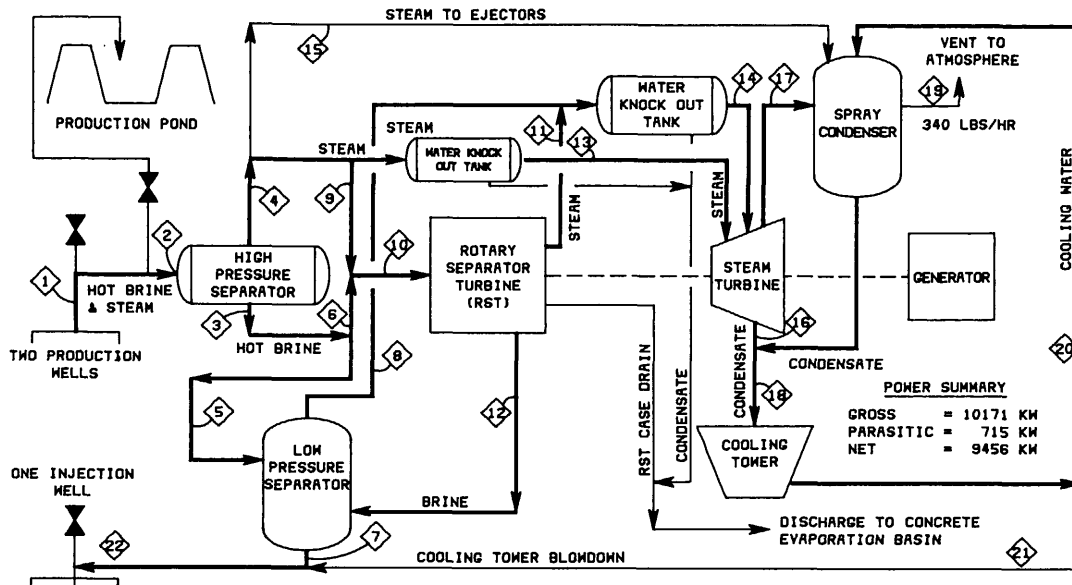 STEAM TO EJECTORS
15
PRODUCTION POND
VENT TO
ATMOSPHERE
19
340 LBS/HR
14
17
WATER
KNOCK OUT
TANK
SPRAY
CONDENSER
STEAM
STEAM
WATER KNOCK
OUT TANK
11
13
4
9
STEAM
STEAM
COOLING WATER
2
1
HOT BRINE
& STEAM
HIGH
PRESSURE
SEPARATOR
10
ROTARY
SEPARATOR
TURBINE
(RST)
STEAM
TURBINE
GENERATOR
3
HOT BRINE
6
8
16
20
TWO PRODUCTION
WELLS
CONDENSATE
5
12
RST CASE DRAIN
CONDENSATE
CONDENSATE
18
POWER SUMMARY
GROSS = 10171 KW
PARASITIC = 715 KW
NET = 9456 KW
LOW
PRESSURE
SEPARATOR
COOLING
TOWER
ONE INJECTION
WELL
BRINE
DISCHARGE TO CONCRETE
EVAPORATION BASIN
22
7
COOLING TOWER BLOWDOWN
21